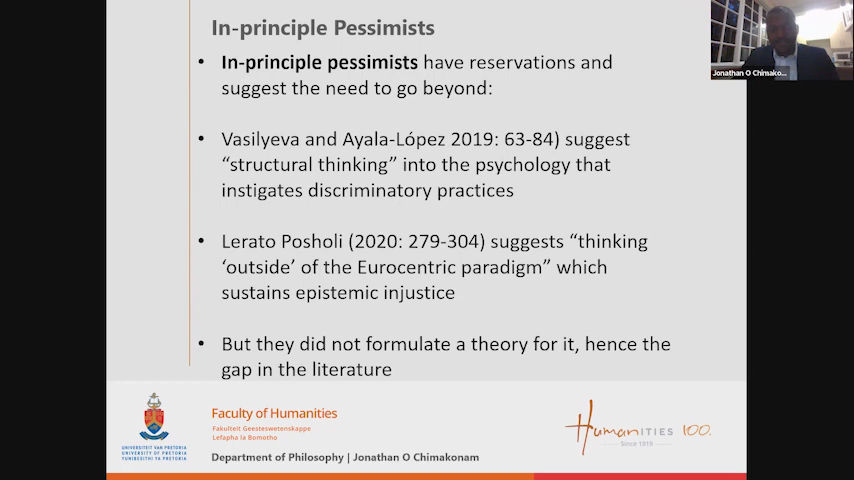 In-principle Pessimists
• In-principle pessimists have reservations and
suggest the need to go beyond:
• Vasilyeva and Ayala-López 2019: 63-84) suggest
“structural thinking” into the psychology that
instigates discriminatory practices
• Lerato Posholi (2020: 279-304) suggests “thinking
‘outside’ of the Eurocentric paradigm” which
sustains epistemic injustice
• But they did not formulate a theory for it, hence the
gap in the literature
Jonathan O Chimako...
UNIVERSITEIT VAN PRETORIA
UNIVERSITY OF PRETORIA
YUNIBESITHI YA PRETORIA
Faculty of Humanities
Fakulteit Geesteswetenskappe
Lefapha la Bomotho
Department of Philosophy | Jonathan O Chimakonam
Humanities 100.
Since 1919